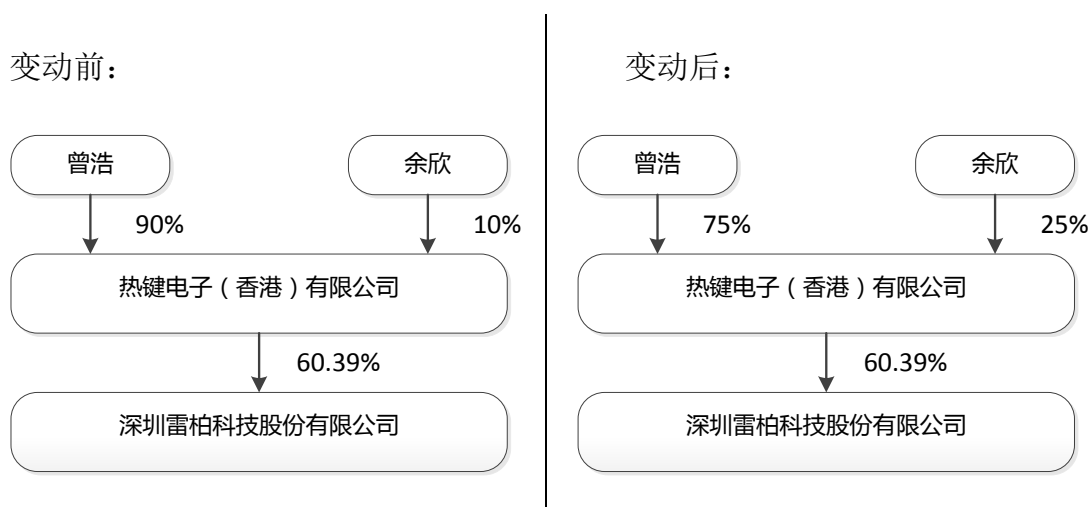 变动前：
曾浩
余欣
90%
10%
热键电子（香港）有限公司
60.39%
深圳雷柏科技股份有限公司
变动后：
曾浩
余欣
75%
25%
热键电子（香港）有限公司
60.39%
深圳雷柏科技股份有限公司